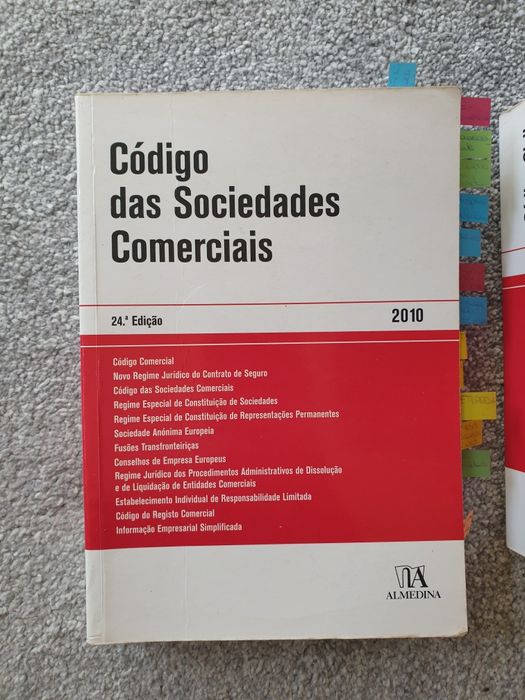 Código
das Sociedades
Comerciais
24.ª Edição
2010
Código Comercial
Novo Regime Jurídico do Contrato de Seguro
Código das Sociedades Comerciais
Regime Especial de Constituição de Sociedades
Regime Especial de Constituição de Representações Permanentes
Sociedade Anónima Europeia
Fusões Transfronteiriças
Conselhos de Empresa Europeus
Regime Jurídico dos Procedimentos Administrativos de Dissolução
e de Liquidação de Entidades Comerciais
Estabelecimento Individual de Responsabilidade Limitada
Código do Registo Comercial
Informação Empresarial Simplificada
ALMEDINA